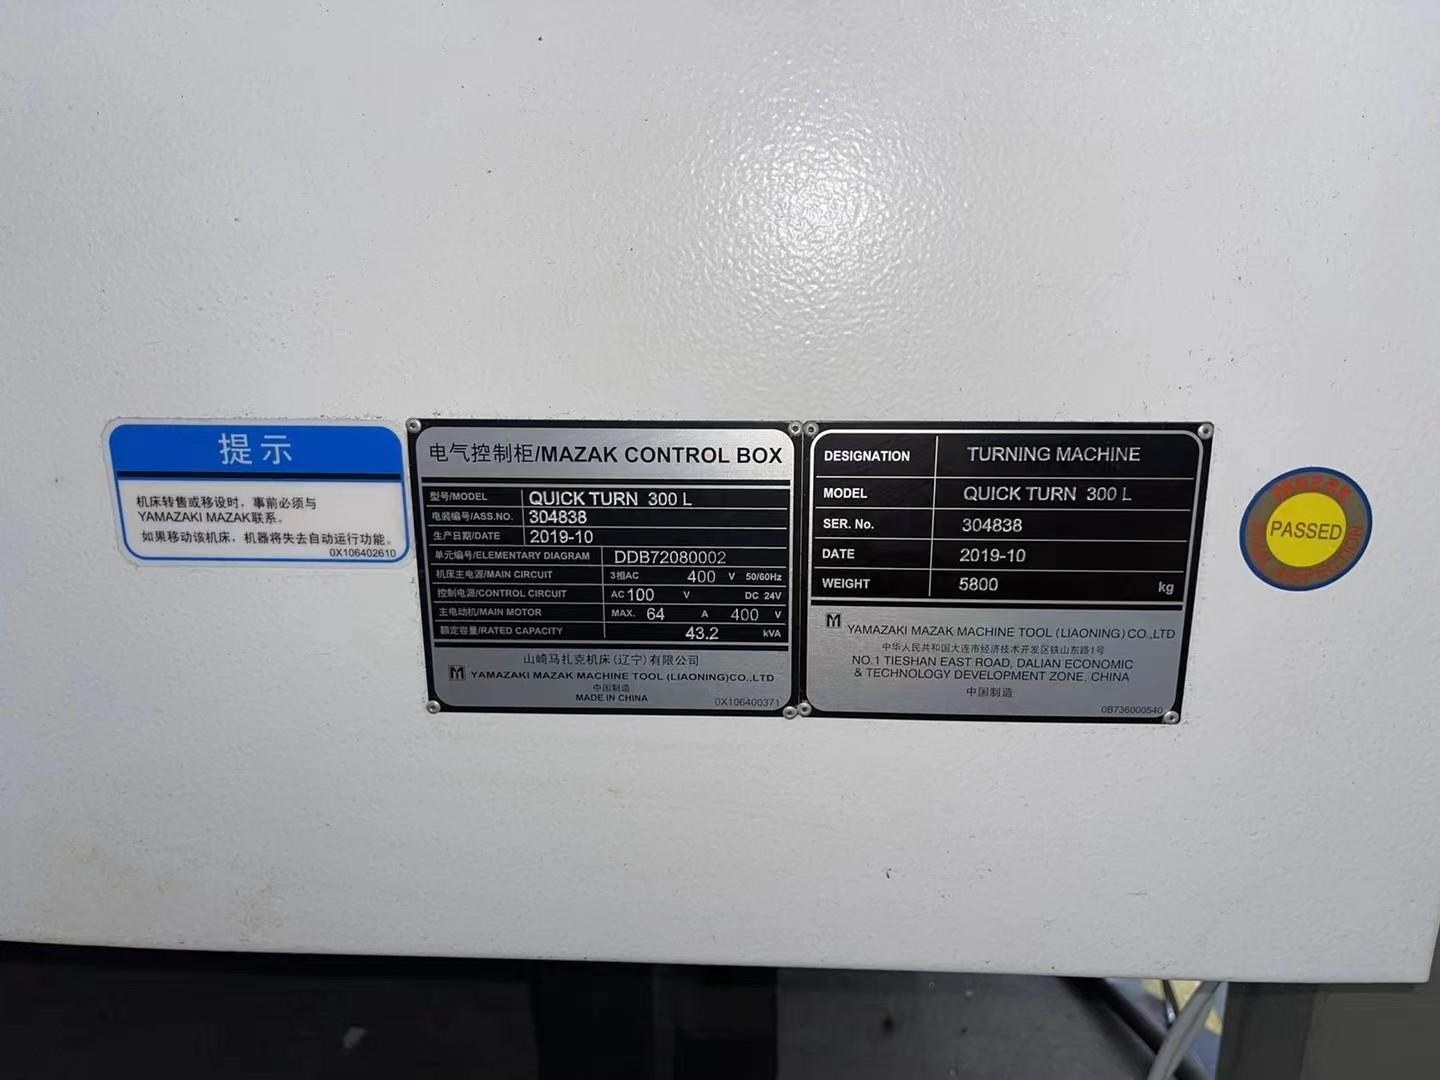 提示
机床转售或移设时，事前必须与
YAMAZAKI MAZAK联系。
如果移动该机床，机器将失去自动运行功能。
0X106402610
电气控制柜/MAZAK CONTROL BOX
型号/MODEL QUICK TURN 300 L
电装编号/ASS.NO. 304838
生产日期/DATE 2019-10
单元编号/ELEMENTARY DIAGRAM DDB72080002
机床主电源/MAIN CIRCUIT 3相AC 400 V 50/60Hz
控制电源/CONTROL CIRCUIT AC 100 V DC 24V
主电动机/MAIN MOTOR MAX. 64 A 400 V
额定容量/RATED CAPACITY 43.2 kVA
山崎马扎克机床(辽宁)有限公司
M YAMAZAKI MAZAK MACHINE TOOL (LIAONING)CO.,LTD
中国制造
MADE IN CHINA
0X106400371
DESIGNATION TURNING MACHINE
MODEL QUICK TURN 300 L
SER. No. 304838
DATE 2019-10
WEIGHT 5800 kg
M YAMAZAKI MAZAK MACHINE TOOL (LIAONING) CO.,LTD
中华人民共和国大连市经济技术开发区铁山东路1号
NO.1 TIESHAN EAST ROAD, DALIAN ECONOMIC
& TECHNOLOGY DEVELOPMENT ZONE, CHINA
中国制造
0B736000540
MAZAK
PASSED